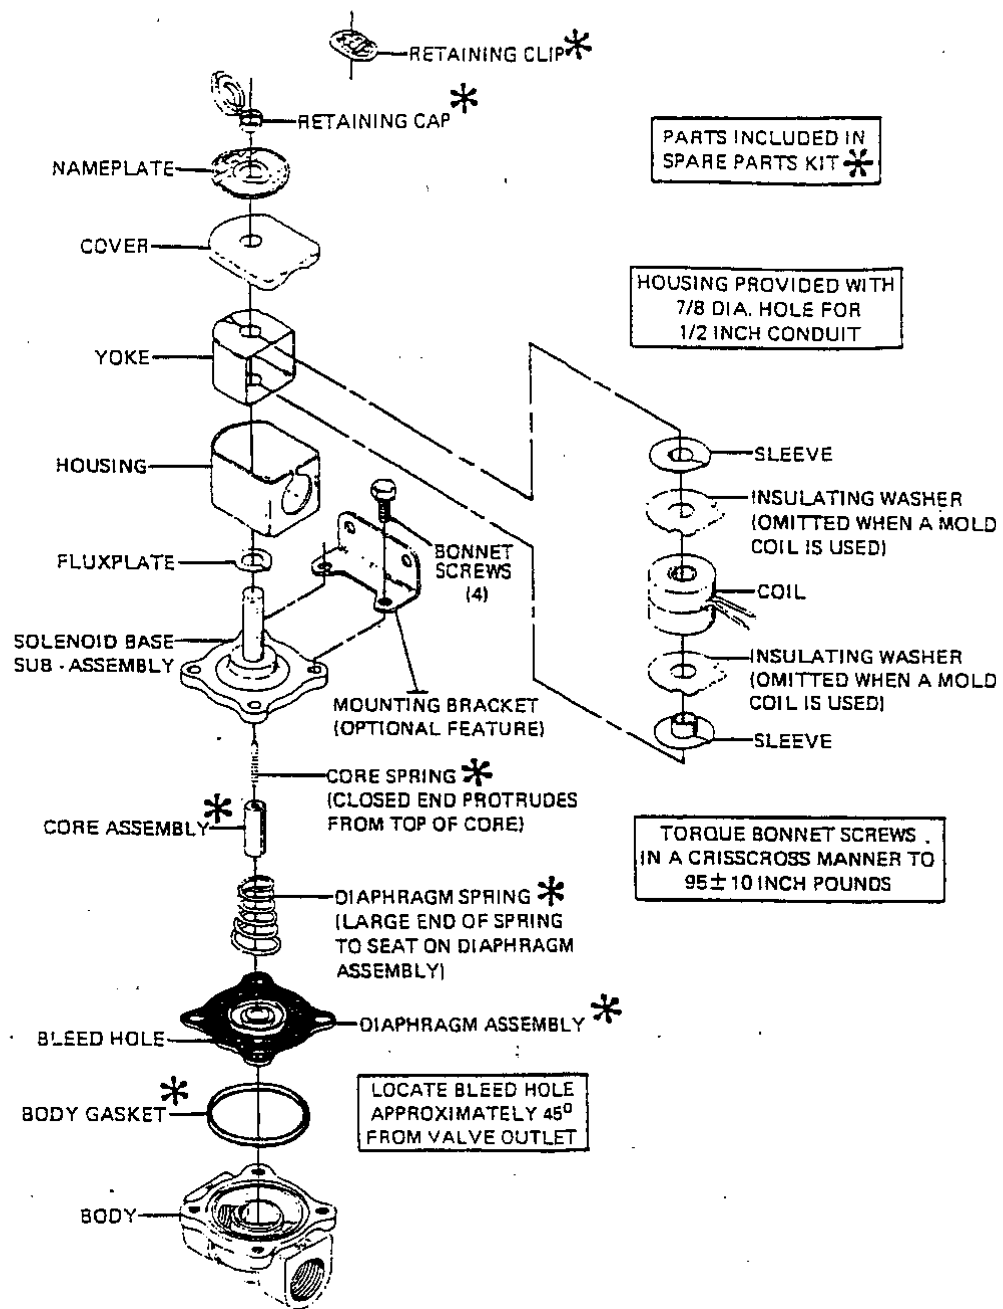 RETAINING CLIP*
RETAINING CAP*
NAMEPLATE
COVER
YOKE
HOUSING
FLUXPLATE
SOLENOID BASE
SUB - ASSEMBLY
BONNET
SCREWS
(4)
MOUNTING BRACKET
(OPTIONAL FEATURE)
CORE SPRING *
(CLOSED END PROTRUDES
FROM TOP OF CORE)
CORE ASSEMBLY*
DIAPHRAGM SPRING *
(LARGE END OF SPRING
TO SEAT ON DIAPHRAGM
ASSEMBLY)
DIAPHRAGM ASSEMBLY *
BLEED HOLE
BODY GASKET*
LOCATE BLEED HOLE
APPROXIMATELY 45°
FROM VALVE OUTLET
BODY
PARTS INCLUDED IN
SPARE PARTS KIT *
HOUSING PROVIDED WITH
7/8 DIA. HOLE FOR
1/2 INCH CONDUIT
SLEEVE
INSULATING WASHER
(OMITTED WHEN A MOLD
COIL IS USED)
COIL
INSULATING WASHER
(OMITTED WHEN A MOLD
COIL IS USED)
SLEEVE
TORQUE BONNET SCREWS
IN A CRISSCROSS MANNER TO
95±10 INCH POUNDS